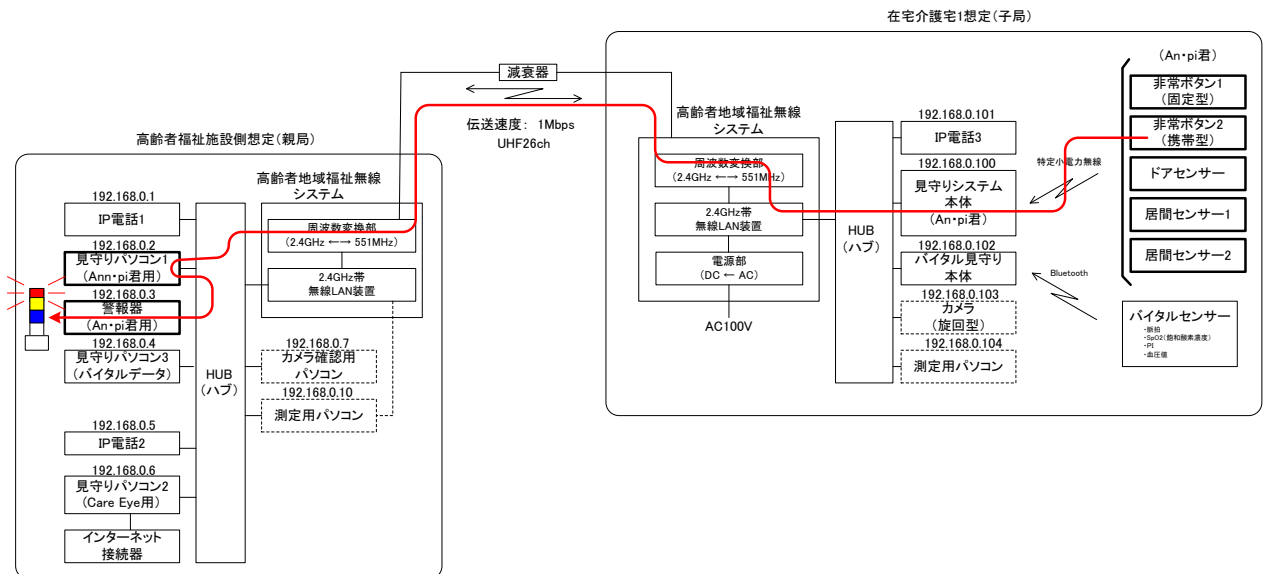 在宅介護宅1想定(子局)
減衰器
伝送速度: 1Mbps
UHF26ch
高齢者福祉施設側想定(親局)
192.168.0.1
IP電話1
192.168.0.2
見守りパソコン1
(Ann・pi君用)
192.168.0.3
警報器
(An・pi君用)
192.168.0.4
見守りパソコン3
(バイタルデータ)
192.168.0.5
IP電話2
192.168.0.6
見守りパソコン2
(Care Eye用)
インターネット
接続器
HUB
(ハブ)
高齢者地域福祉無線
システム
周波数変換部
(2.4GHz ←→ 551MHz)
2.4GHz帯
無線LAN装置
192.168.0.7
カメラ確認用
パソコン
192.168.0.10
測定用パソコン
高齢者地域福祉無線
システム
周波数変換部
(2.4GHz ←→ 551MHz)
2.4GHz帯
無線LAN装置
電源部
(DC ← AC)
AC100V
HUB
(ハブ)
192.168.0.101
IP電話3
192.168.0.100
見守りシステム
本体
(An・pi君)
192.168.0.102
バイタル見守り
本体
192.168.0.103
カメラ
(旋回型)
192.168.0.104
測定用パソコン
特定小電力無線
Bluetooth
(An・pi君)
非常ボタン1
(固定型)
非常ボタン2
(携帯型)
ドアセンサー
居間センサー1
居間センサー2
バイタルセンサー
・脈拍
・SpO2(飽和酸素濃度)
・PI
・血圧値